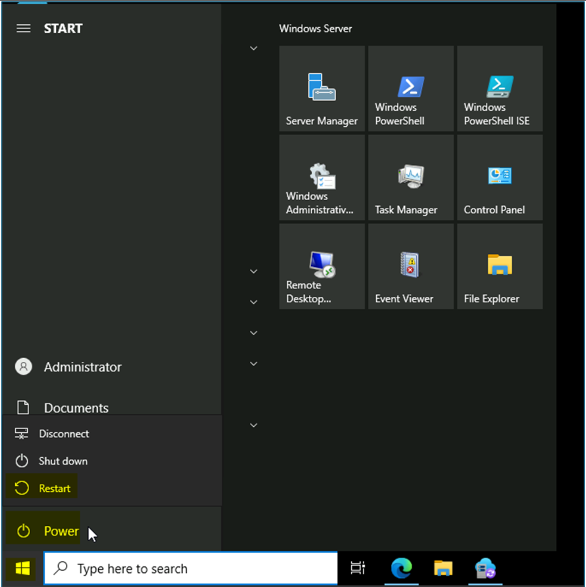 START
Windows Server
Server Manager
Windows
PowerShell
Windows
PowerShell ISE
Windows
Administrativ...
Task Manager
Control Panel
Remote
Desktop...
Event Viewer
File Explorer
Administrator
Documents
Disconnect
Shut down
Restart
Power
Type here to search